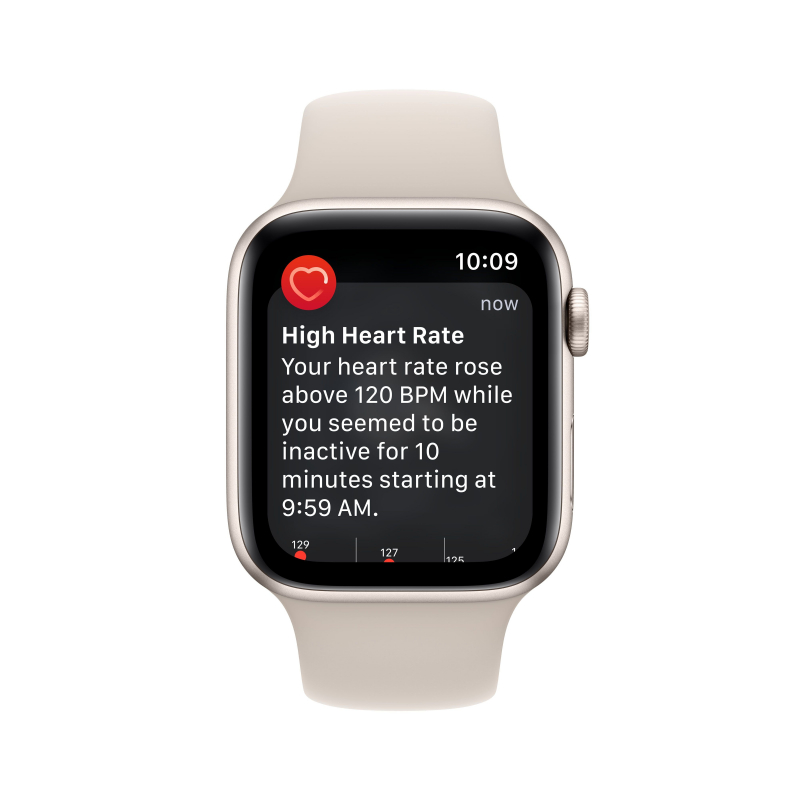 10:09
now
High Heart Rate
Your heart rate rose
above 120 BPM while
you seemed to be
inactive for 10
minutes starting at
9:59 AM.
129
127
125